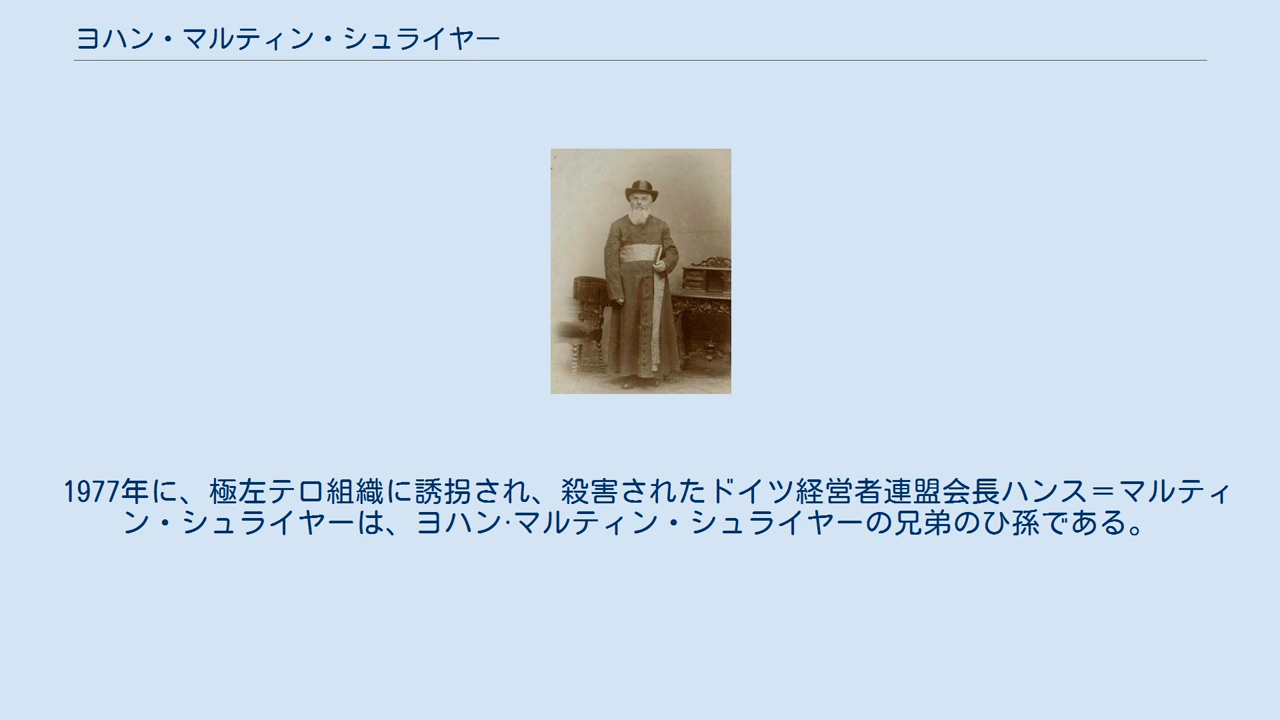 ヨハン・マルティン・シュライヤー
1977年に、極左テロ組織に誘拐され、殺害されたドイツ経営者連盟会長ハンス＝マルティ
ン・シュライヤーは、ヨハン·マルティン・シュライヤーの兄弟のひ孫である。